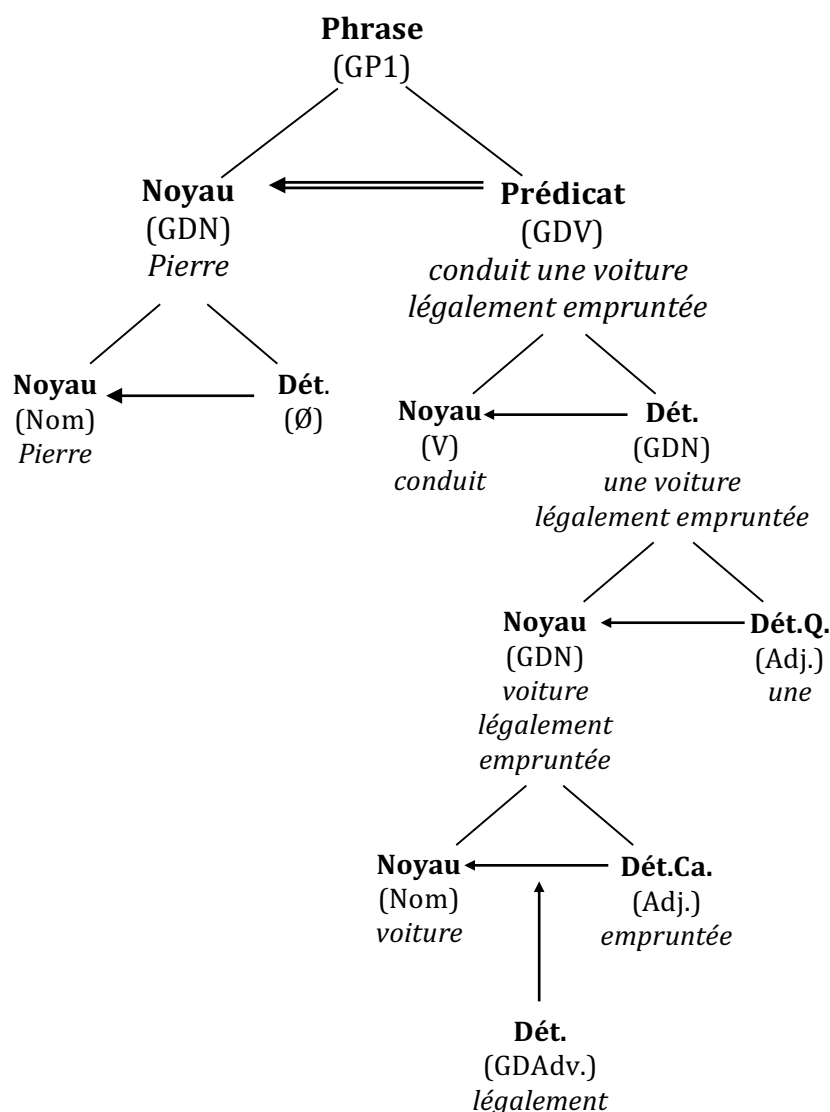 Phrase
(GP1)
Noyau
(GDN)
Pierre
Prédicat
(GDV)
conduit une voiture
légalement empruntée
Noyau
(Nom)
Pierre
Dét.
(Ø)
Noyau
(V)
conduit
Dét.
(GDN)
une voiture
légalement empruntée
Noyau
(GDN)
voiture
légalement
empruntée
Dét.Q.
(Adj.)
une
Noyau
(Nom)
voiture
Dét.Ca.
(Adj.)
empruntée
Dét.
(GDAdv.)
légalement